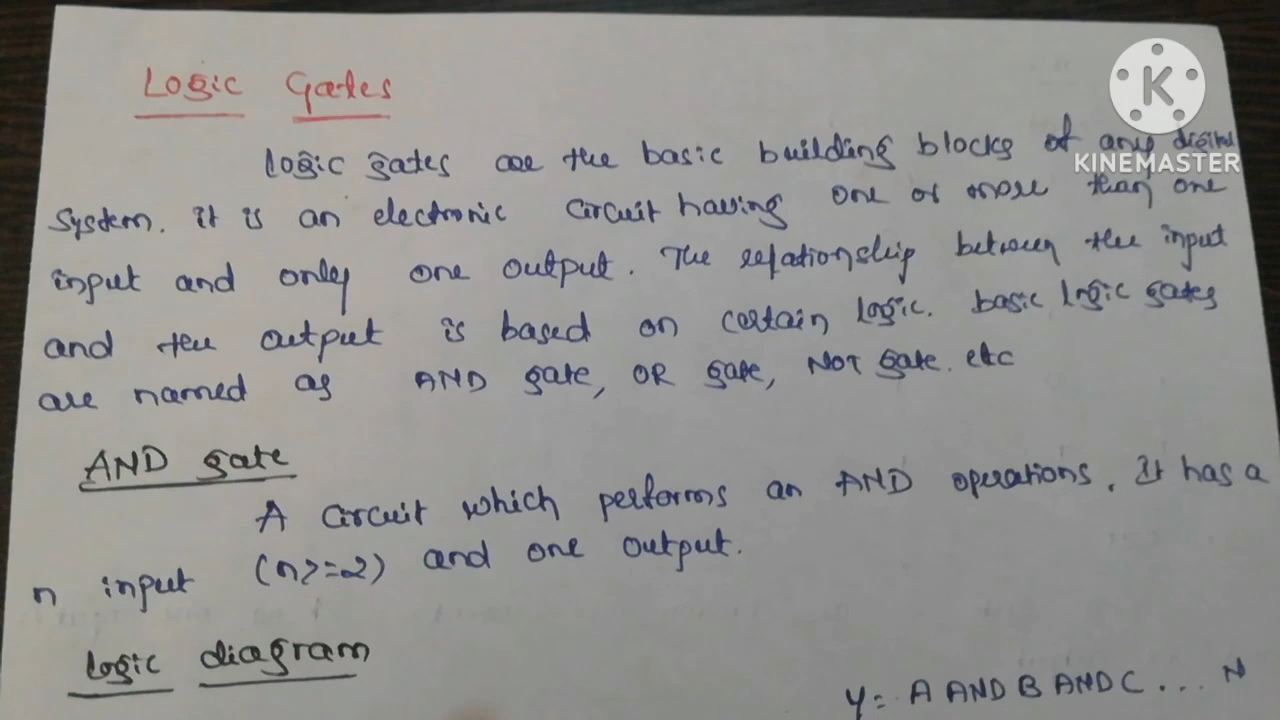 Logic Gates
Logic gates are the basic building blocks of any digital
system. it is an electronic circuit having one or more than one
input and only one output. The relationship between the input
and the output is based on certain logic. basic logic gates
are named as AND gate, OR gate, NOT gate. etc
AND gate
A circuit which performs an AND operations. it has a
n input (n>=2) and one output.
Logic diagram
Y= A AND B AND C ... N
K
KINEMASTER